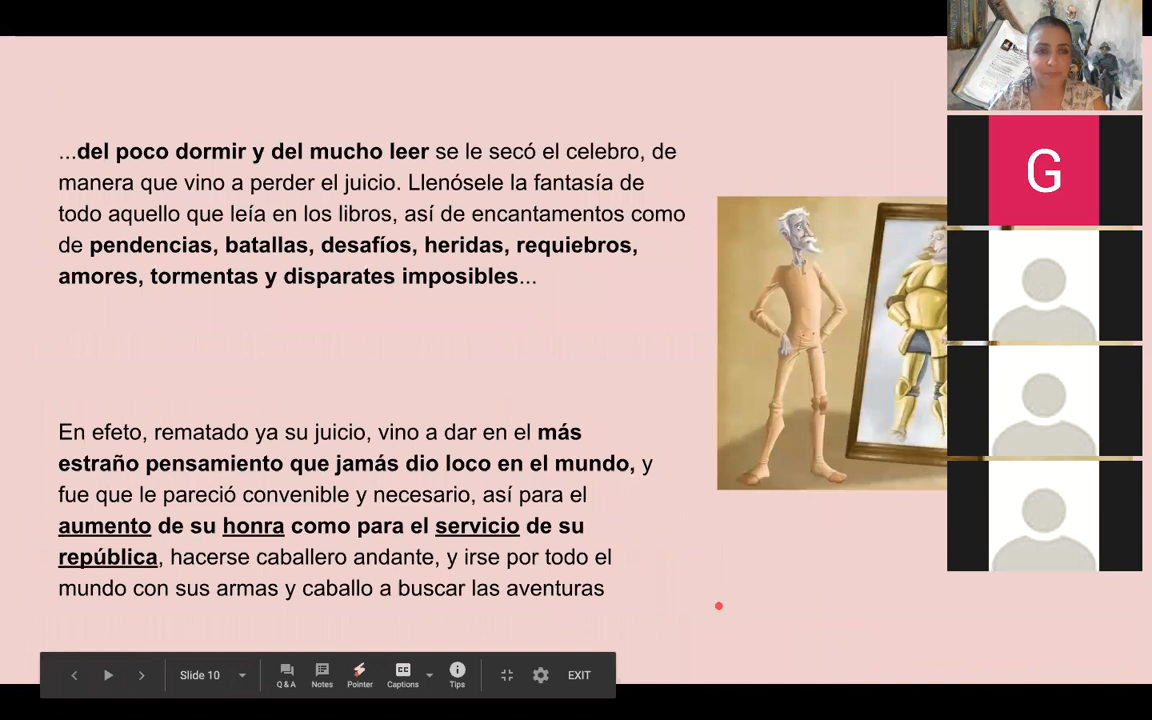 ...del poco dormir y del mucho leer se le secó el celebro, de
manera que vino a perder el juicio. Llenósele la fantasía de
todo aquello que leía en los libros, así de encantamentos como
de pendencias, batallas, desafíos, heridas, requiebros,
amores, tormentas y disparates imposibles...
En efeto, rematado ya su juicio, vino a dar en el más
estraño pensamiento que jamás dio loco en el mundo, y
fue que le pareció convenible y necesario, así para el
aumento de su honra como para el servicio de su
república, hacerse caballero andante, y irse por todo el
mundo con sus armas y caballo a buscar las aventuras
G
Slide 10
Q & A
Notes
Pointer
CC
Captions
Tips
EXIT